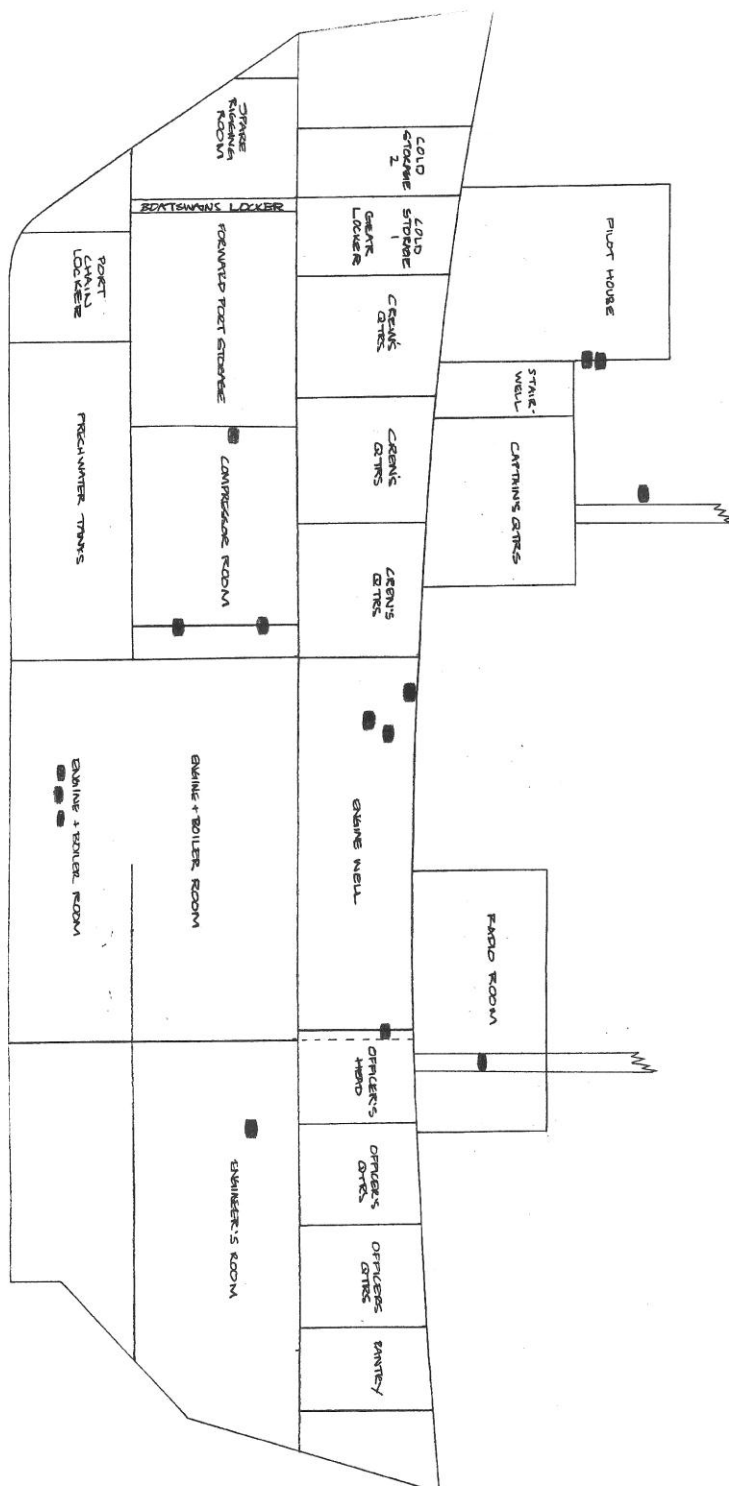 PILOT HOUSE
STAIR-
WELL
CAPTAIN'S QTRS
RADIO ROOM
COLD
STORAGE
2
COLD
STORAGE
1
GEAR
LOCKER
CREW'S
QTRS
CREW'S
QTRS
CREW'S
QTRS
ENGINE WELL
OFFICER'S
HEAD
OFFICER'S
QTRS
OFFICERS
QTRS
PANTRY
SPARE
RIGGING
ROOM
BOATSWAINS LOCKER
FORWARD PORT STORAGE
COMPRESSOR ROOM
ENGINE + BOILER ROOM
ENGINEER'S ROOM
PORT
CHAIN
LOCKER
FRECHWATER TANKS
ENGINE + BOILER ROOM